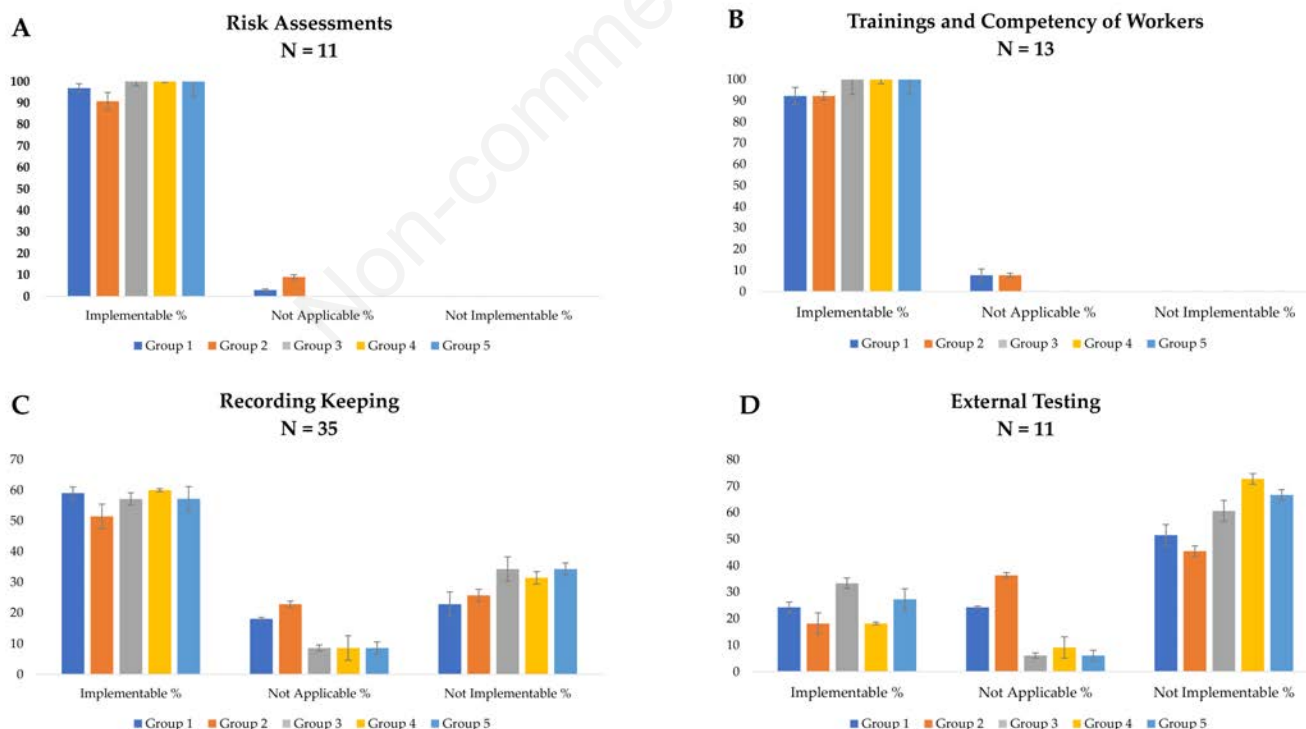 A
Risk Assessments
N = 11
100
90
80
70
60
50
40
30
20
10
0
Implementable %
Not Applicable %
Not Implementable %
Group 1
Group 2
Group 3
Group 4
Group 5
B
Trainings and Competency of Workers
N = 13
100
90
80
70
60
50
40
30
20
10
0
Implementable %
Not Applicable %
Not Implementable %
Group 1
Group 2
Group 3
Group 4
Group 5
C
Recording Keeping
N = 35
70
60
50
40
30
20
10
0
Implementable %
Not Applicable %
Not Implementable %
Group 1
Group 2
Group 3
Group 4
Group 5
D
External Testing
N = 11
80
70
60
50
40
30
20
10
0
Implementable %
Not Applicable %
Not Implementable %
Group 1
Group 2
Group 3
Group 4
Group 5
Non-comme